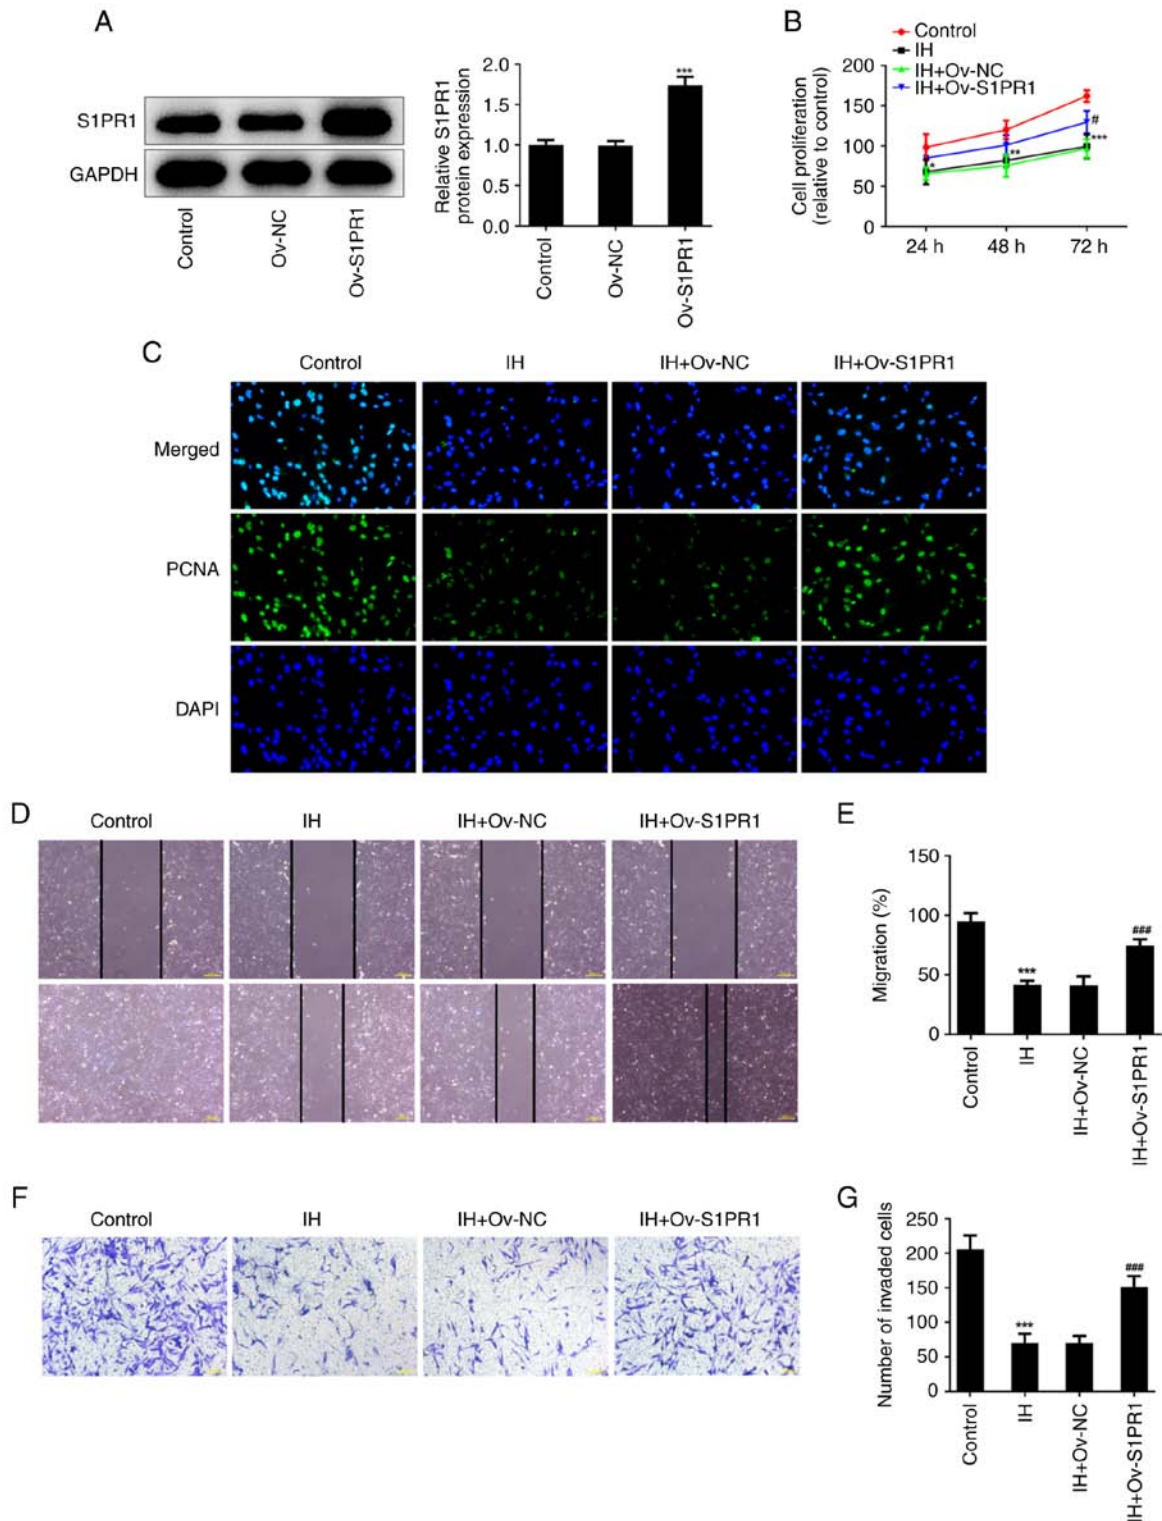 A
S1PR1
GAPDH
Control
Ov-NC
Ov-S1PR1
Relative S1PR1
protein expression
2.0
1.5
1.0
0.5
0.0
***
Control
Ov-NC
Ov-S1PR1
B
Control
IH
IH+Ov-NC
IH+Ov-S1PR1
Cell proliferation
(relative to control)
200
150
100
50
0
*
**
#
***
24 h
48 h
72 h
C
Control
IH
IH+Ov-NC
IH+Ov-S1PR1
Merged
PCNA
DAPI
D
Control
IH
IH+Ov-NC
IH+Ov-S1PR1
E
Migration (%)
150
100
50
0
***
###
Control
IH
IH+Ov-NC
IH+Ov-S1PR1
F
Control
IH
IH+Ov-NC
IH+Ov-S1PR1
G
Number of invaded cells
250
200
150
100
50
0
***
###
Control
IH
IH+Ov-NC
IH+Ov-S1PR1